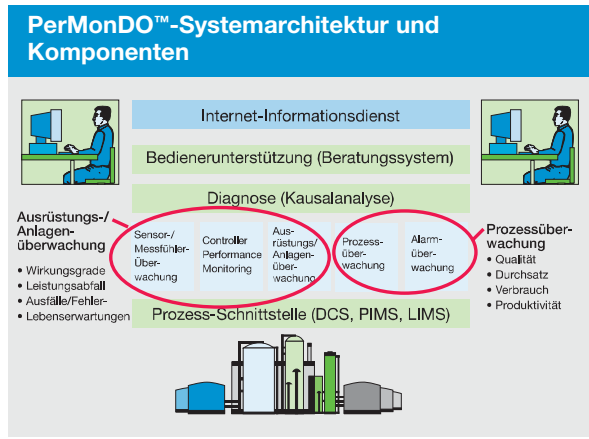 PerMonDO™-Systemarchitektur und
Komponenten
Internet-Informationsdienst
Bedienerunterstützung (Beratungssystem)
Diagnose (Kausalanalyse)
Ausrüstungs-/
Anlagen-
überwachung
• Wirkungsgrade
• Leistungsabfall
• Ausfälle/Fehler-
• Lebenserwartungen
Sensor-/
Messfühler-
Über-
wachung
Controller
Performance
Monitoring
Aus-
rüstungs/
Anlagen-
überwachung
Prozess-
über-
wachung
Alarm-
über-
wachung
Prozessüber-
wachung
• Qualität
• Durchsatz
• Verbrauch
• Produktivität
Prozess-Schnittstelle (DCS, PIMS, LIMS)